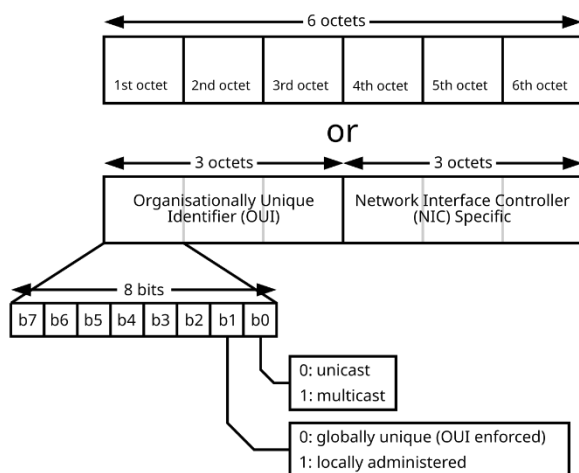 6 octets
1st octet 2nd octet 3rd octet 4th octet 5th octet 6th octet
or
3 octets 3 octets
Organisationally Unique
Identifier (OUI)
Network Interface Controller
(NIC) Specific
8 bits
b7 b6 b5 b4 b3 b2 b1 b0
0: unicast
1: multicast
0: globally unique (OUI enforced)
1: locally administered